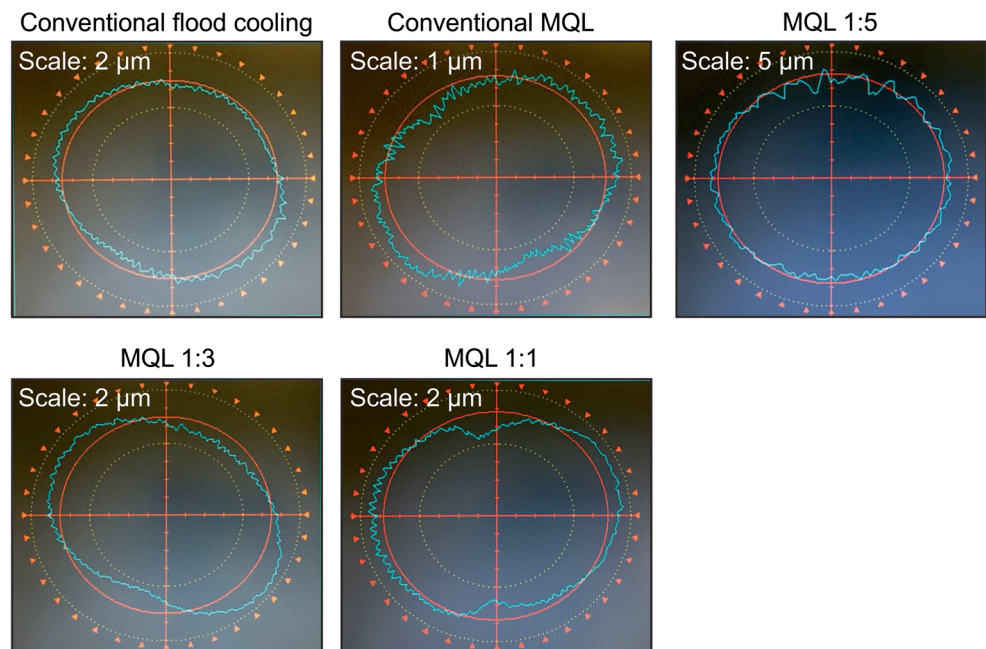 Conventional flood cooling
Conventional MQL
MQL 1:5
Scale: 2 µm
Scale: 1 µm
Scale: 5 µm
MQL 1:3
MQL 1:1
Scale: 2 µm
Scale: 2 µm